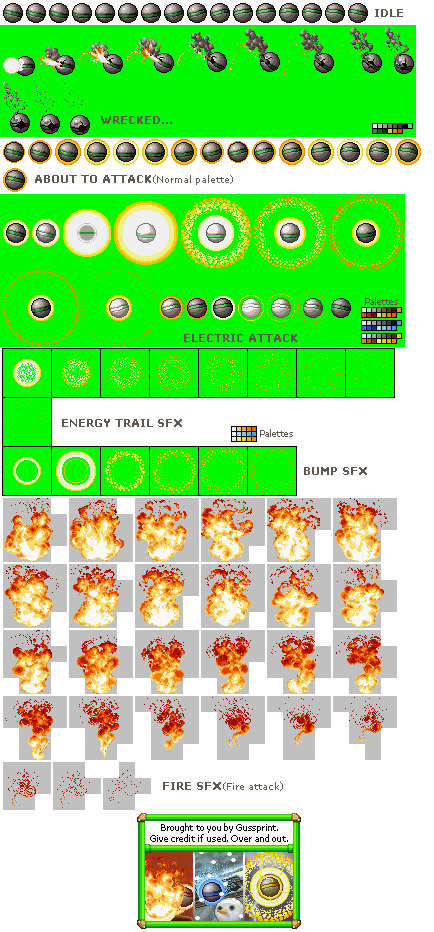 IDLE
WRECKED...
ABOUT TO ATTACK(Normal palette)
Palettes
ELECTRIC ATTACK
ENERGY TRAIL SFX
Palettes
BUMP SFX
FIRE SFX(Fire attack)
Brought to you by Gussprint.
Give credit if used. Over and out.